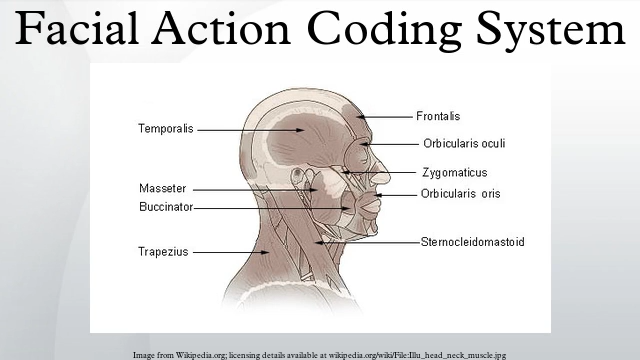 Facial Action Coding System
Frontalis
Temporalis
Orbicularis oculi
Zygomaticus
Masseter
Orbicularis oris
Buccinator
Sternocleidomastoid
Trapezius
Image from Wikipedia.org; licensing details available at wikipedia.org/wiki/File:Illu_head_neck_muscle.jpg